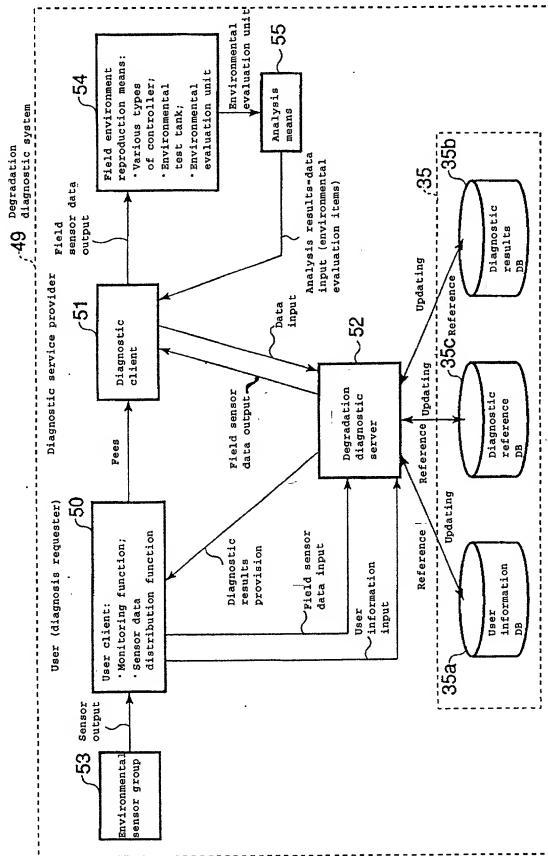 49
Degradation
diagnostic system
User (diagnosis requester)
Diagnostic service provider
53
Environmental
sensor group
Sensor
output
50
User client:
・Monitoring function;
・Sensor data
distribution function
Fees
51
Diagnostic
client
Field sensor
data output
54
Field environment
reproduction means:
・Various types
of controller;
・Environmental
test tank;
・Environmental
evaluation unit
Environmental
evaluation unit
55
Analysis
means
Analysis results=data
input (environmental
evaluation items)
Data
input
Field sensor
data output
Diagnostic
results
provision
Field sensor
data input
User
information
input
52
Degradation
diagnostic
server
Reference
Updating
Reference
Updating
Updating
Reference
35
35a
User
information
DB
35c
Diagnostic
reference
DB
35b
Diagnostic
results
DB